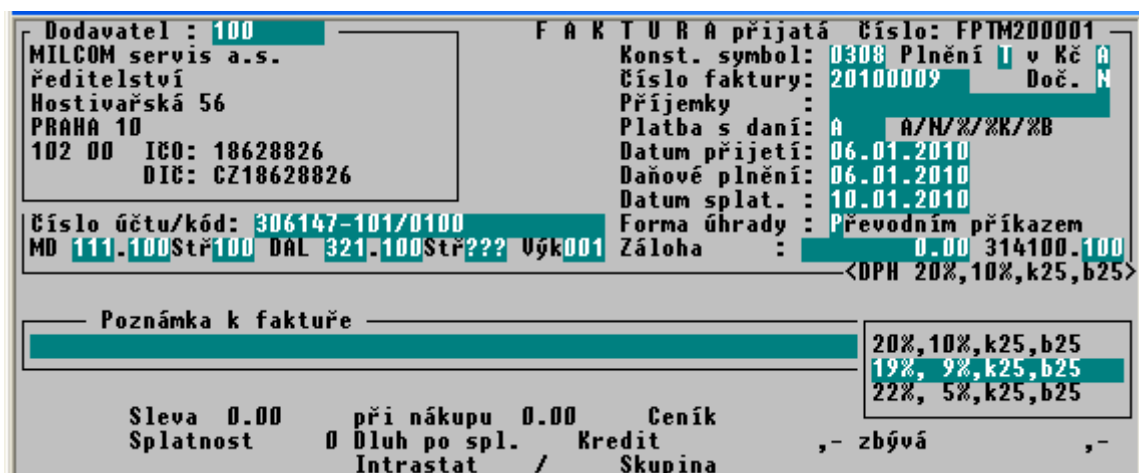 Dodavatel : 100 F A K T U R A přijatá Číslo: FPTM200001
MILCOM servis a.s. Konst. symbol: 0308 Plnění T v Kč A
ředitelství Číslo faktury: 20100009 Doč. N
Hostivařská 56 Příjemky :
PRAHA 10 Platba s daní: A A/N/%/%K/%B
102 00 IČO: 18628826 Datum přijetí: 06.01.2010
DIČ: CZ18628826 Daňové plnění: 06.01.2010
Datum splat. : 10.01.2010
Číslo účtu/kód: 306147-101/0100 Forma úhrady : Převodním příkazem
MD 111.100Stř100 DAL 321.100Stř??? Výk001 Záloha : 0.00 314100.100
<DPH 20%,10%,k25,b25>
Poznámka k faktuře
20%,10%,k25,b25
19%, 9%,k25,b25
22%, 5%,k25,b25
Sleva 0.00 při nákupu 0.00 Ceník
Splatnost 0 Dluh po spl. Kredit ,- zbývá ,-
Intrastat / Skupina